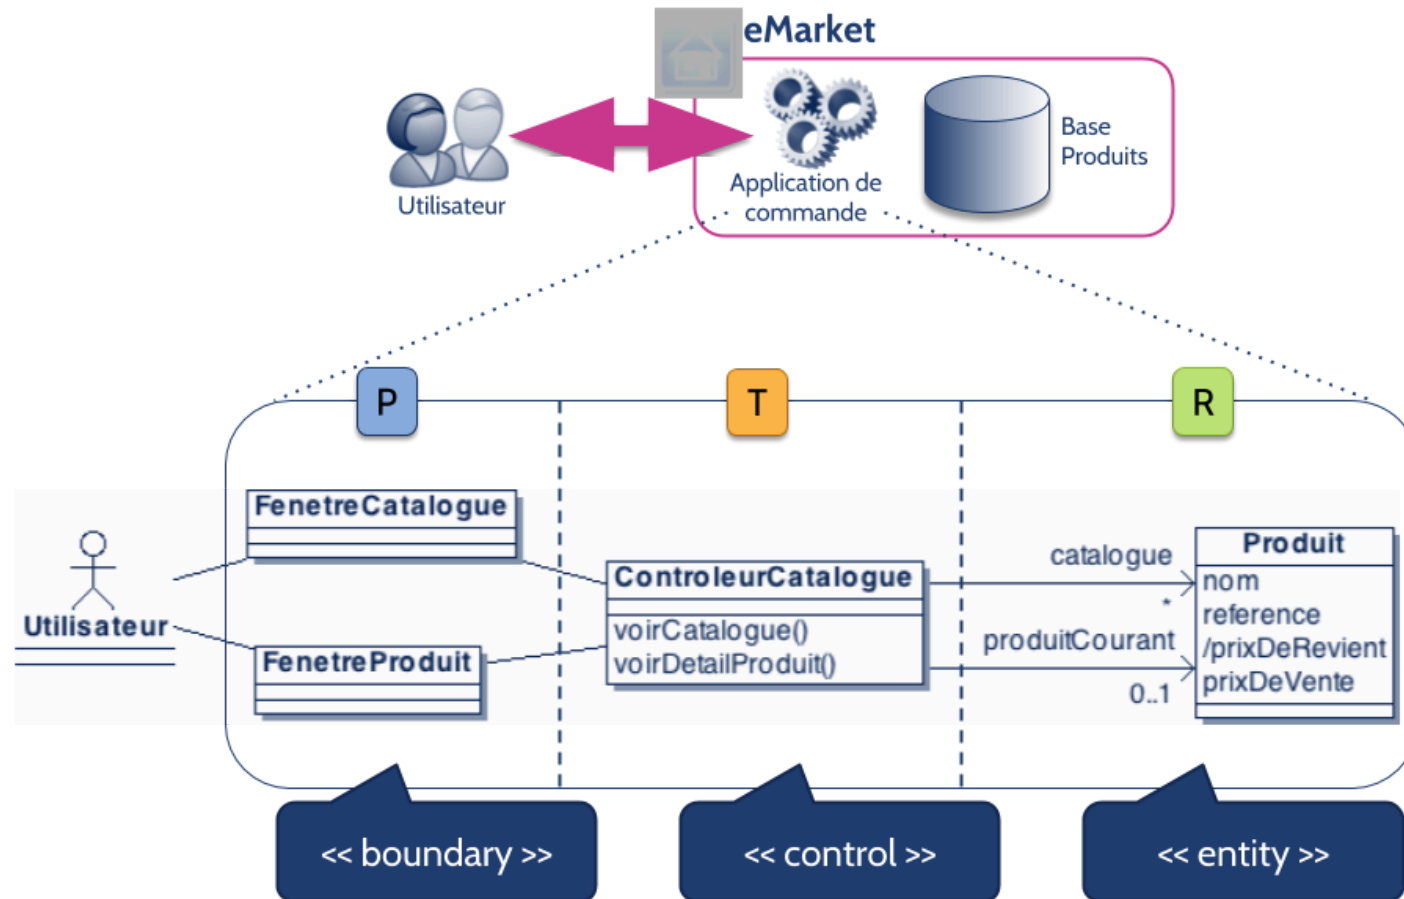 eMarket
Utilisateur
Application de
commande
Base
Produits
P
T
R
FenetreCatalogue
Utilisateur
FenetreProduit
ControleurCatalogue
voirCatalogue()
voirDetailProduit()
catalogue
*
produitCourant
0..1
Produit
nom
reference
/prixDeRevient
prixDeVente
<< boundary >>
<< control >>
<< entity >>